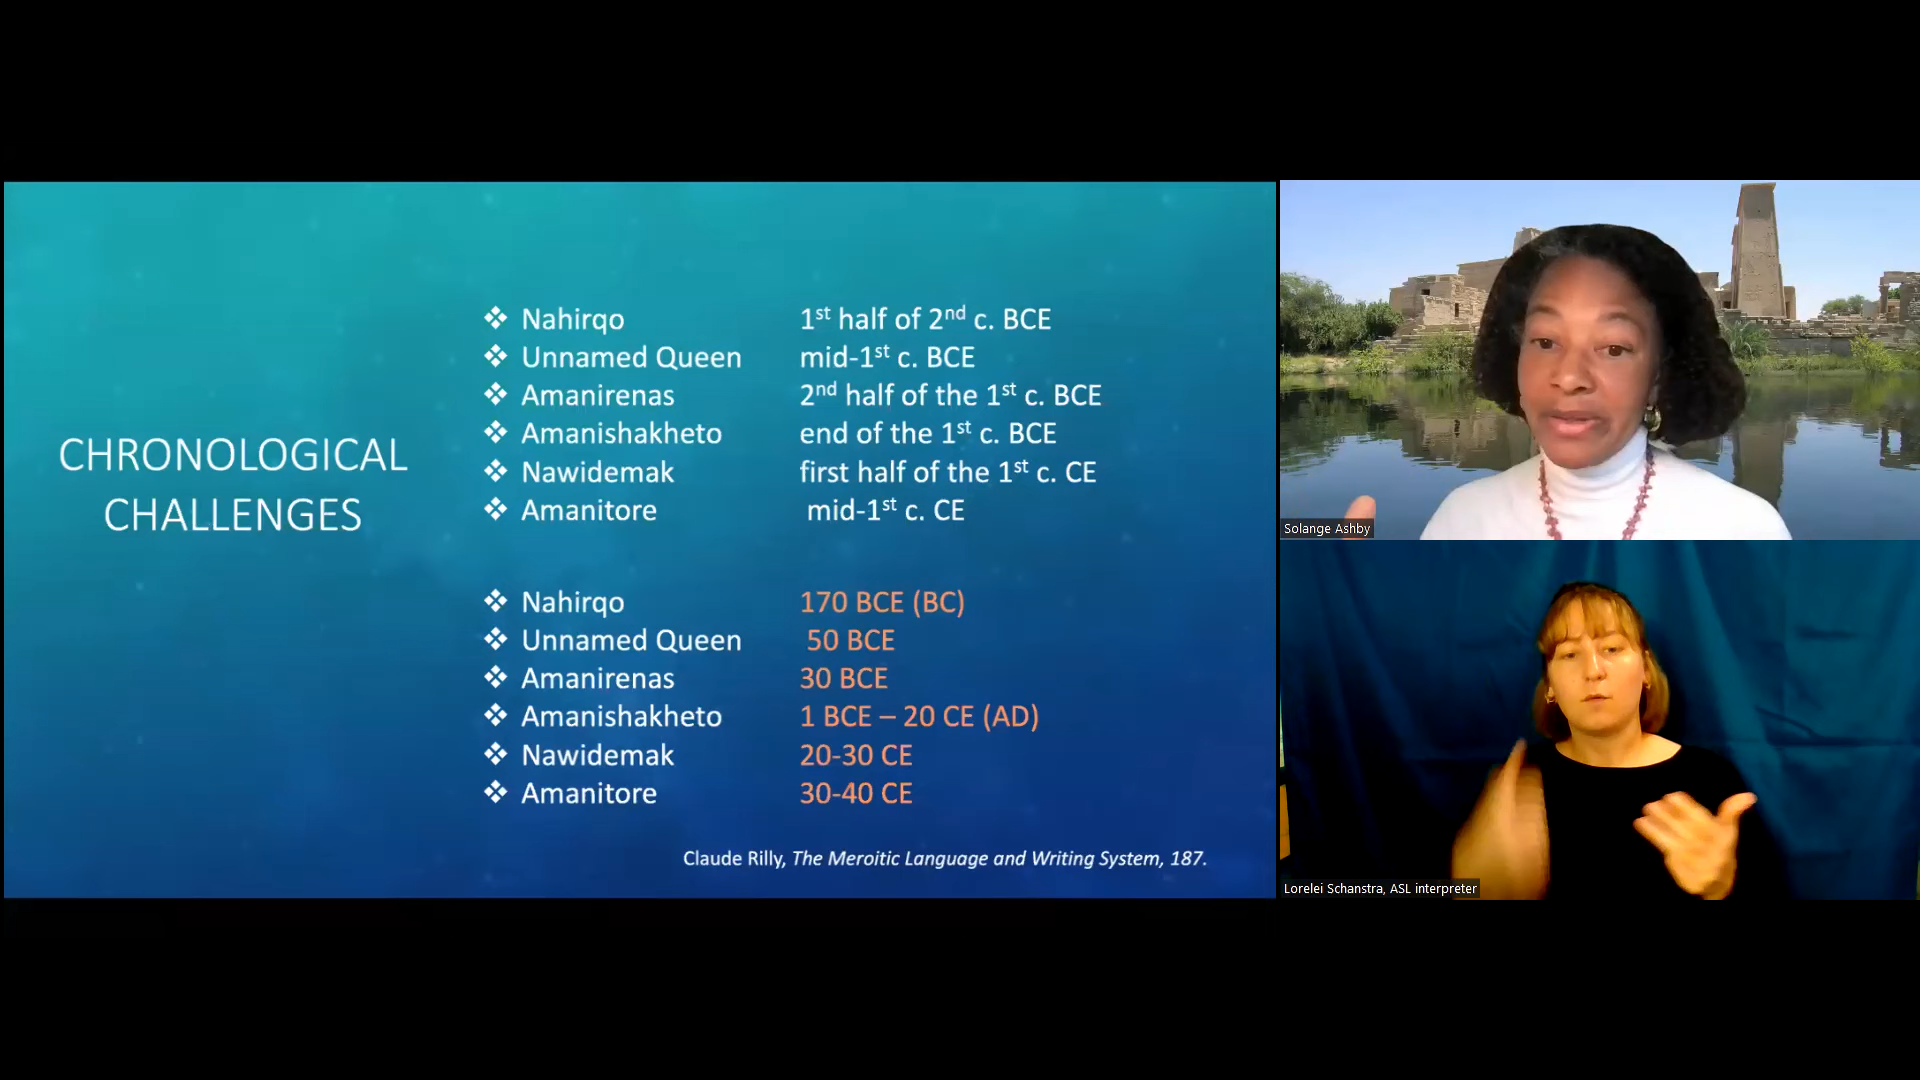 CHRONOLOGICAL
CHALLENGES
❖ Nahirqo 1st half of 2nd c. BCE
❖ Unnamed Queen mid-1st c. BCE
❖ Amanirenas 2nd half of the 1st c. BCE
❖ Amanishakheto end of the 1st c. BCE
❖ Nawidemak first half of the 1st c. CE
❖ Amanitore mid-1st c. CE
❖ Nahirqo 170 BCE (BC)
❖ Unnamed Queen 50 BCE
❖ Amanirenas 30 BCE
❖ Amanishakheto 1 BCE – 20 CE (AD)
❖ Nawidemak 20-30 CE
❖ Amanitore 30-40 CE
Claude Rilly, The Meroitic Language and Writing System, 187.
Solange Ashby
Lorelei Schanstra, ASL interpreter